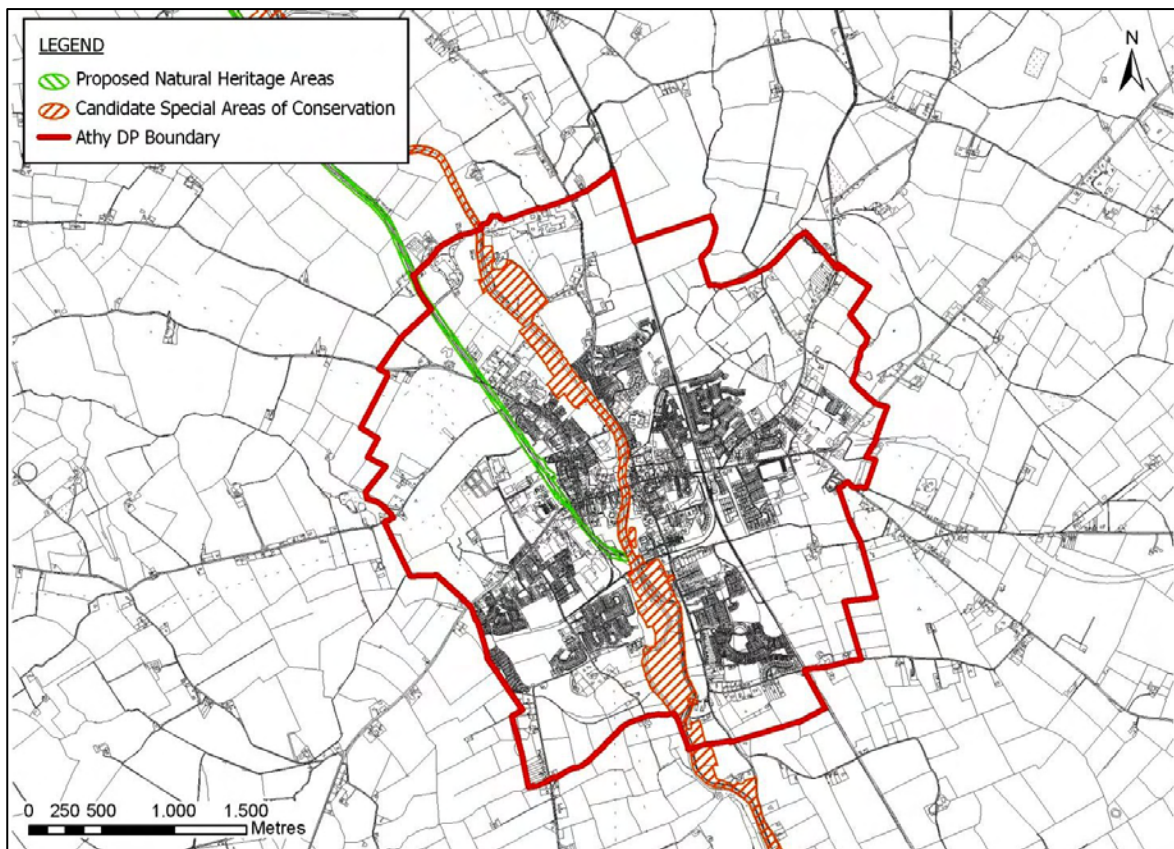 LEGEND
Proposed Natural Heritage Areas
Candidate Special Areas of Conservation
Athy DP Boundary
N
0 250 500 1.000 1.500
Metres